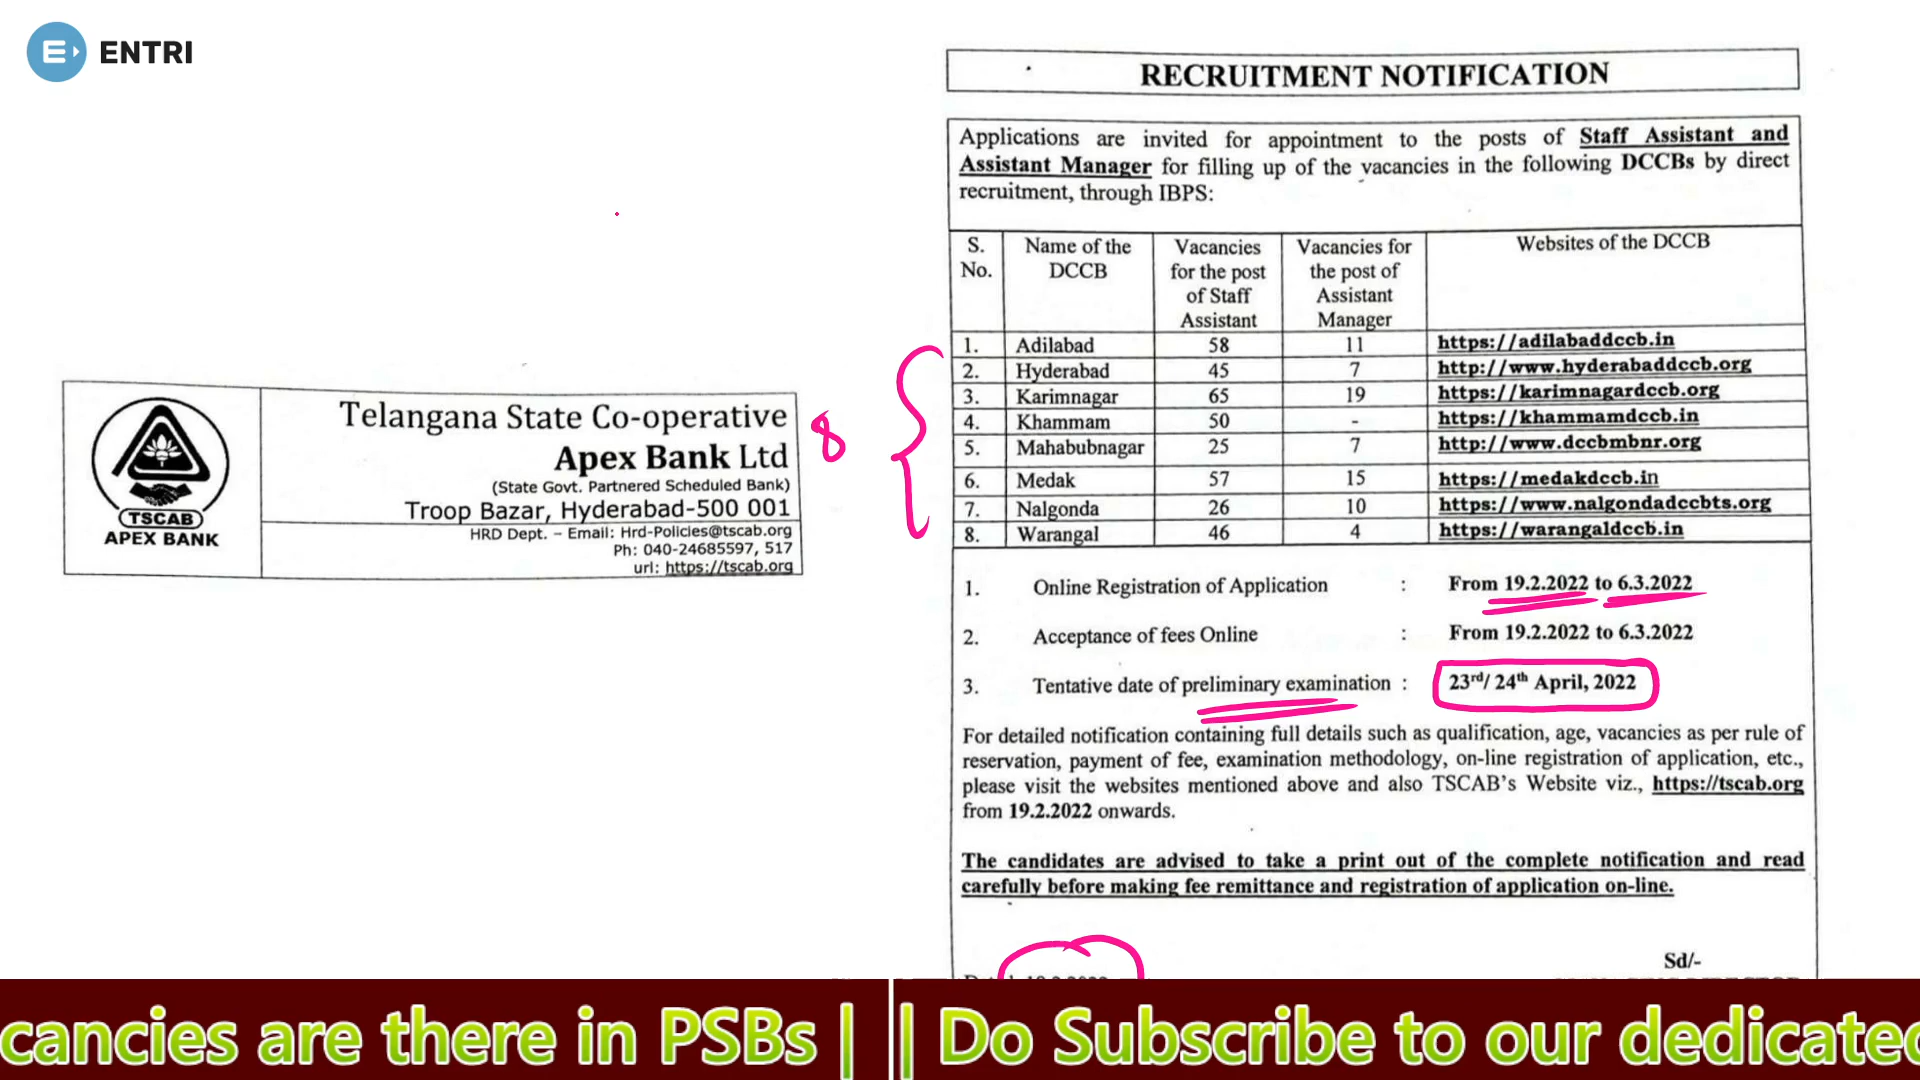 ENTRI
TSCAB
APEX BANK
Telangana State Co-operative
Apex Bank Ltd
(State Govt. Partnered Scheduled Bank)
Troop Bazar, Hyderabad-500 001
HRD Dept. – Email: Hrd-Policies@tscab.org
Ph: 040-24685597, 517
url: https://tscab.org
8
RECRUITMENT NOTIFICATION
Applications are invited for appointment to the posts of Staff Assistant and
Assistant Manager for filling up of the vacancies in the following DCCBs by direct
recruitment, through IBPS:
S. No. Name of the DCCB Vacancies for the post of Staff Assistant Vacancies for the post of Assistant Manager Websites of the DCCB
1. Adilabad 58 11 https://adilabaddccb.in
2. Hyderabad 45 7 http://www.hyderabaddccb.org
3. Karimnagar 65 19 https://karimnagardccb.org
4. Khammam 50 - https://khammamdccb.in
5. Mahabubnagar 25 7 http://www.dccbmbnr.org
6. Medak 57 15 https://medakdccb.in
7. Nalgonda 26 10 https://www.nalgondadccbts.org
8. Warangal 46 4 https://warangaldccb.in
1. Online Registration of Application : From 19.2.2022 to 6.3.2022
2. Acceptance of fees Online : From 19.2.2022 to 6.3.2022
3. Tentative date of preliminary examination : 23rd/ 24th April, 2022
For detailed notification containing full details such as qualification, age, vacancies as per rule of
reservation, payment of fee, examination methodology, on-line registration of application, etc.,
please visit the websites mentioned above and also TSCAB's Website viz., https://tscab.org
from 19.2.2022 onwards.
The candidates are advised to take a print out of the complete notification and read
carefully before making fee remittance and registration of application on-line.
Sd/-
cancies are there in PSBs | | Do Subscribe to our dedicated